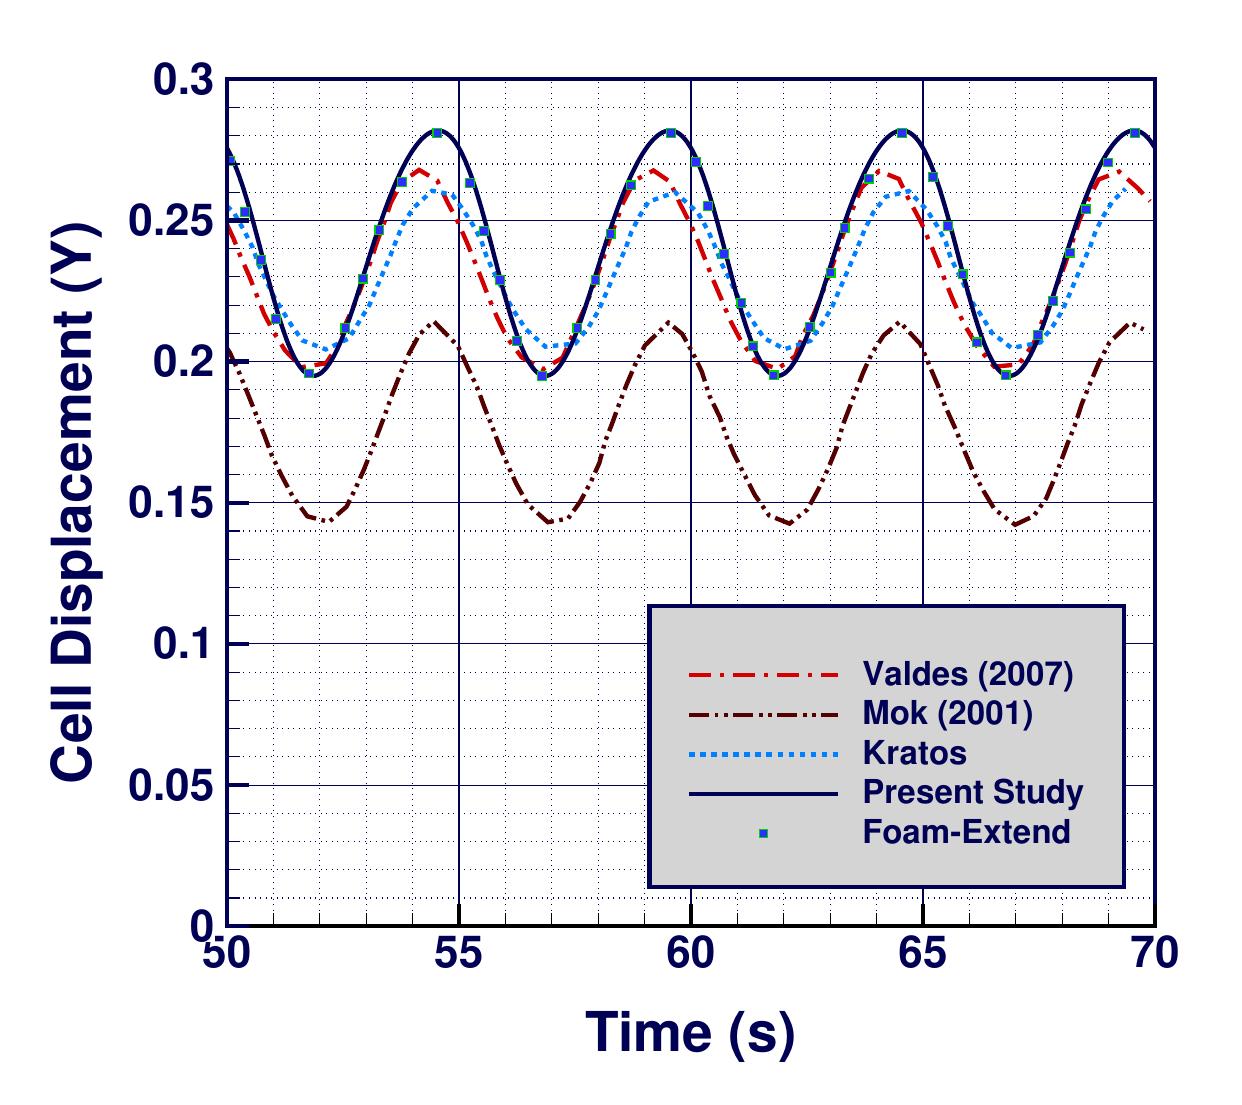 0.3
0.25
0.2
0.15
0.1
0.05
0
Cell Displacement (Y)
50
55
60
65
70
Time (s)
Valdes (2007)
Mok (2001)
Kratos
Present Study
Foam-Extend